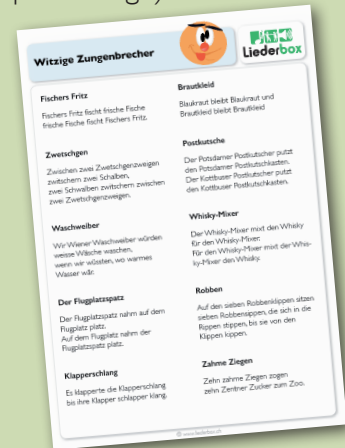 Witzige Zungenbrecher
Liederbox
Fischers Fritz
Fischers Fritz fischt frische Fische
frische Fische fischt Fischers Fritz.
Zwetschgen
Zwischen zwei Zwetschgenzweigen
zwitschern zwei Schalben,
zwei Schwalben zwitschern zwischen
zwei Zwetschgenzweigen.
Waschweiber
Wir Wiener Waschweiber würden
weisse Wäsche waschen,
wenn wir wüssten, wo warmes
Wasser wär.
Der Flugplatzspatz
Der Flugplatzspatz nahm auf dem
Flugplatz platz.
Auf dem Flugplatz nahm der
Flugplatzspatz platz.
Klapperschlang
Es klapperte die Klapperschlang
bis ihre Klapper schlapper klang.
Brautkleid
Blaukraut bleibt Blaukraut und
Brautkleid bleibt Brautkleid
Postkutsche
Der Potsdamer Postkutscher putzt
den Potsdamer Postkutschkasten.
Der Kottbuser Postkutscher putzt
den Kottbuser Postkutschkasten.
Whisky-Mixer
Der Whisky-Mixer mixt den Whisky
für den Whisky-Mixer.
Für den Whisky-Mixer mixt der Whis-
ky-Mixer den Whisky.
Robben
Auf den sieben Robbenklippen sitzen
sieben Robbensippen, die sich in die
Rippen stippen, bis sie von den
Klippen kippen.
Zahme Ziegen
Zehn zahme Ziegen zogen
zehn Zentner Zucker zum Zoo.
© www.liederbox.ch